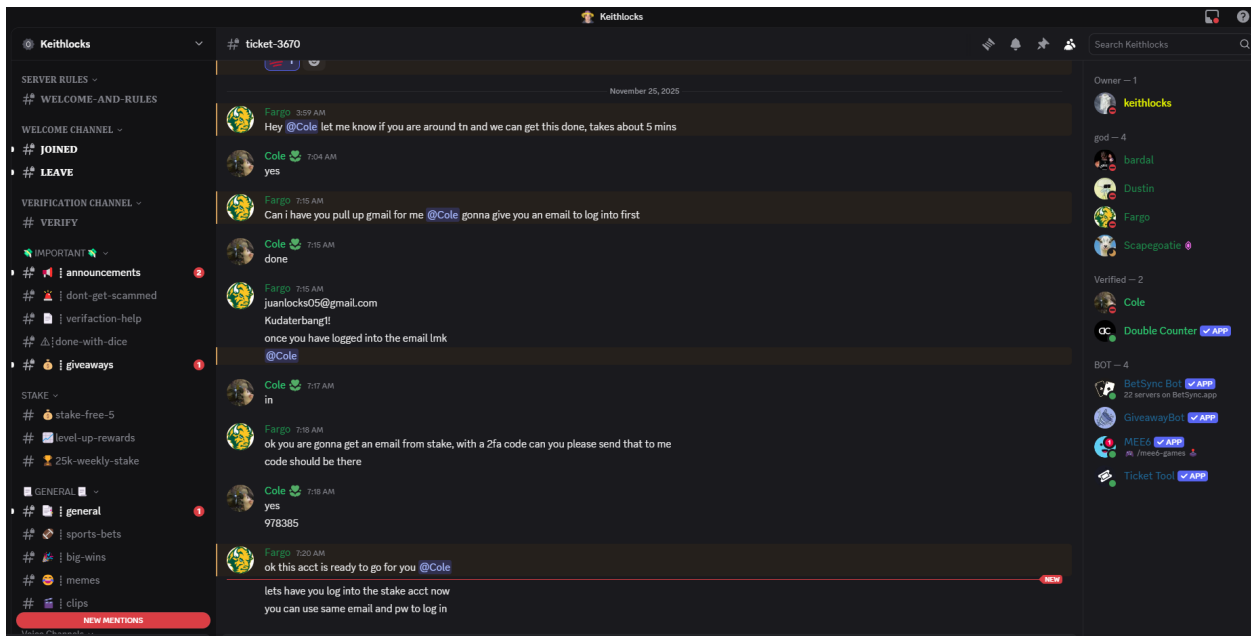 Keithlocks
Keithlocks
SERVER RULES
WELCOME-AND-RULES
WELCOME CHANNEL
JOINED
LEAVE
VERIFICATION CHANNEL
VERIFY
IMPORTANT
announcements
2
dont-get-scammed
verifaction-help
done-with-dice
giveaways
1
STAKE
stake-free-5
level-up-rewards
25k-weekly-stake
GENERAL
general
1
sports-bets
big-wins
memes
clips
NEW MENTIONS
ticket-3670
Search Keithlocks
November 25, 2025
Fargo 3:59 AM
Hey @Cole let me know if you are around tn and we can get this done, takes about 5 mins
Cole 7:04 AM
yes
Fargo 7:15 AM
Can i have you pull up gmail for me @Cole gonna give you an email to log into first
Cole 7:15 AM
done
Fargo 7:15 AM
juanlocks05@gmail.com
Kudaterbang1!
once you have logged into the email lmk
@Cole
Cole 7:17 AM
in
Fargo 7:18 AM
ok you are gonna get an email from stake, with a 2fa code can you please send that to me
code should be there
Cole 7:18 AM
yes
978385
Fargo 7:20 AM
ok this acct is ready to go for you @Cole
NEW
lets have you log into the stake acct now
you can use same email and pw to log in
Owner — 1
keithlocks
god — 4
bardal
Dustin
Fargo
Scapegoatie
Verified — 2
Cole
Double Counter ✓ APP
BOT — 4
BetSync Bot ✓ APP
22 servers on BetSync.app
GiveawayBot ✓ APP
MEE6 ✓ APP
/mee6-games
Ticket Tool ✓ APP